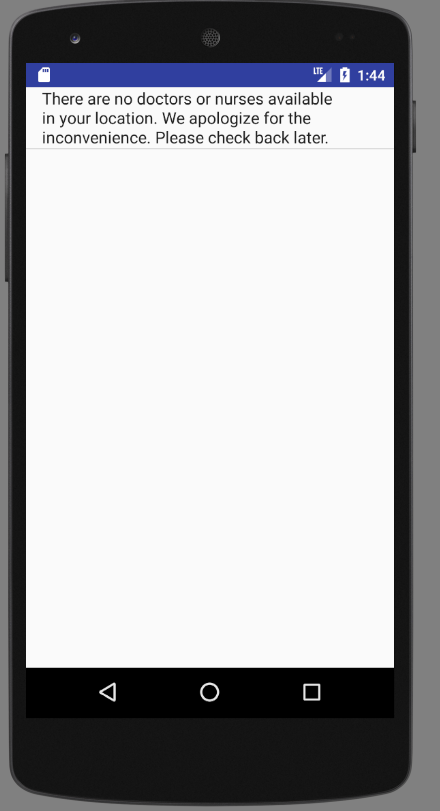 LTE 1:44
There are no doctors or nurses available
in your location. We apologize for the
inconvenience. Please check back later.